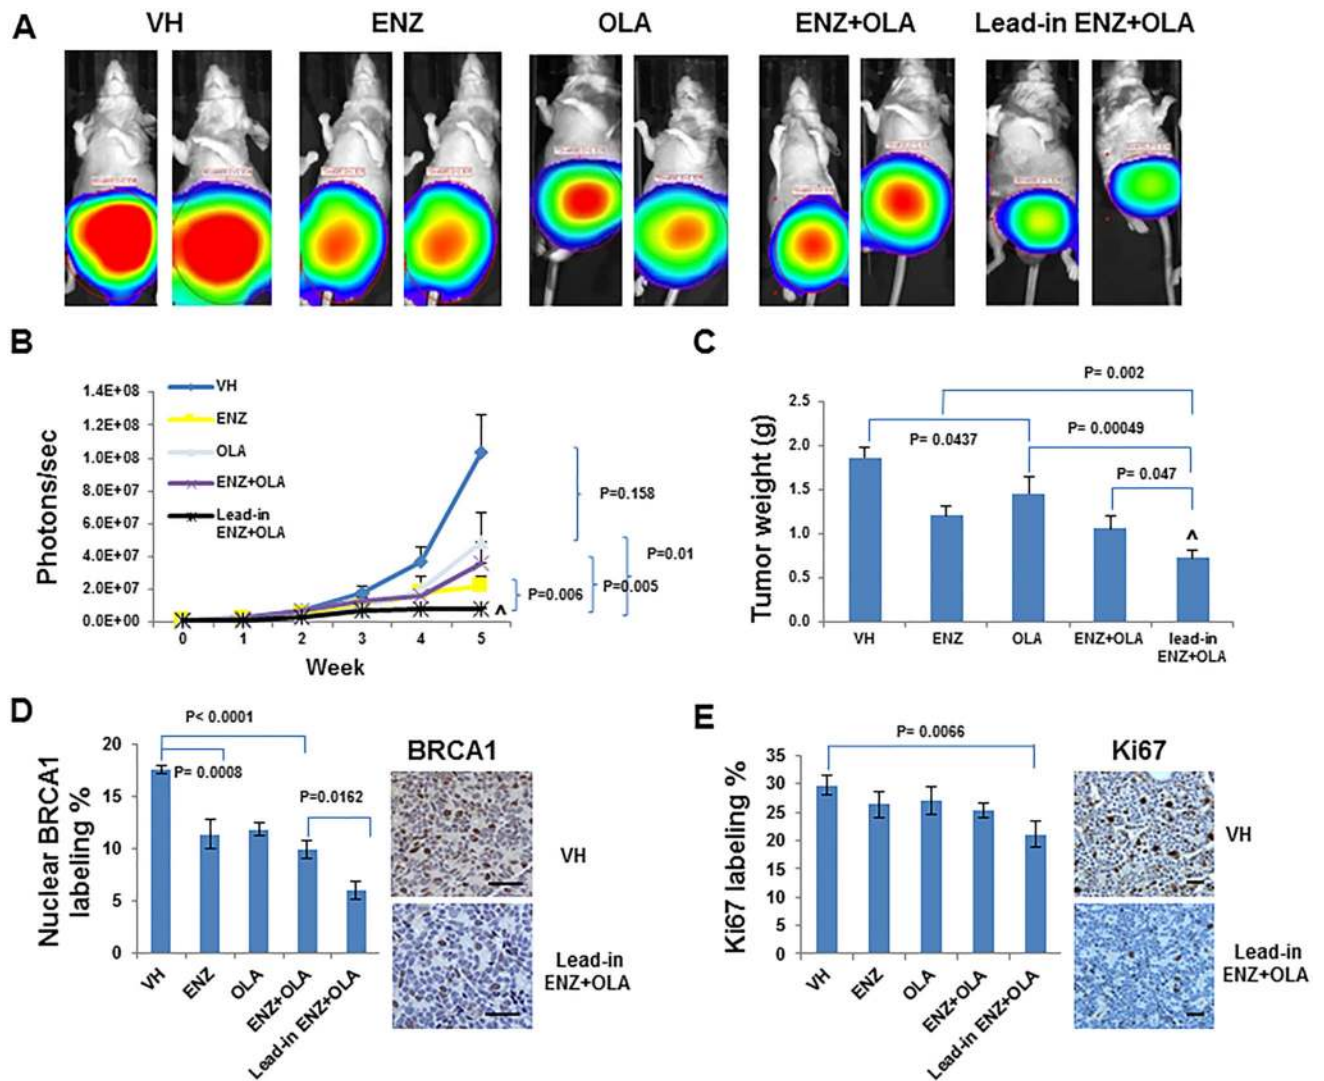 A
VH
ENZ
OLA
ENZ+OLA
Lead-in ENZ+OLA
B
Photons/sec
1.4E+08
1.2E+08
1.0E+08
8.0E+07
6.0E+07
4.0E+07
2.0E+07
0.0E+00
VH
ENZ
OLA
ENZ+OLA
Lead-in
ENZ+OLA
P=0.158
P=0.01
P=0.005
P=0.006
^
0 1 2 3 4 5
Week
C
Tumor weight (g)
2.5
2.0
1.5
1.0
0.5
0.0
P= 0.002
P= 0.0437
P= 0.00049
P= 0.047
^
VH
ENZ
OLA
ENZ+OLA
lead-in
ENZ+OLA
D
Nuclear BRCA1
labeling %
20
15
10
5
0
P< 0.0001
P= 0.0008
P=0.0162
VH
ENZ
OLA
ENZ+OLA
Lead-in ENZ+OLA
BRCA1
VH
Lead-in
ENZ+OLA
E
Ki67 labeling %
35
30
25
20
15
10
5
0
P= 0.0066
VH
ENZ
OLA
ENZ+OLA
Lead-in ENZ+OLA
Ki67
VH
Lead-in
ENZ+OLA